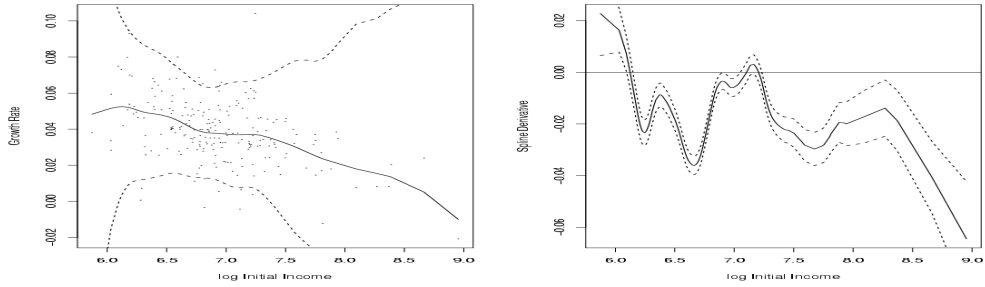 0.10
0.08
0.06
0.04
0.02
0.00
-0.02
Growth Rate
6.0 6.5 7.0 7.5 8.0 8.5 9.0
log Initial Income
0.02
0.00
-0.02
-0.04
-0.06
Spline Derivative
6.0 6.5 7.0 7.5 8.0 8.5 9.0
log Initial Income